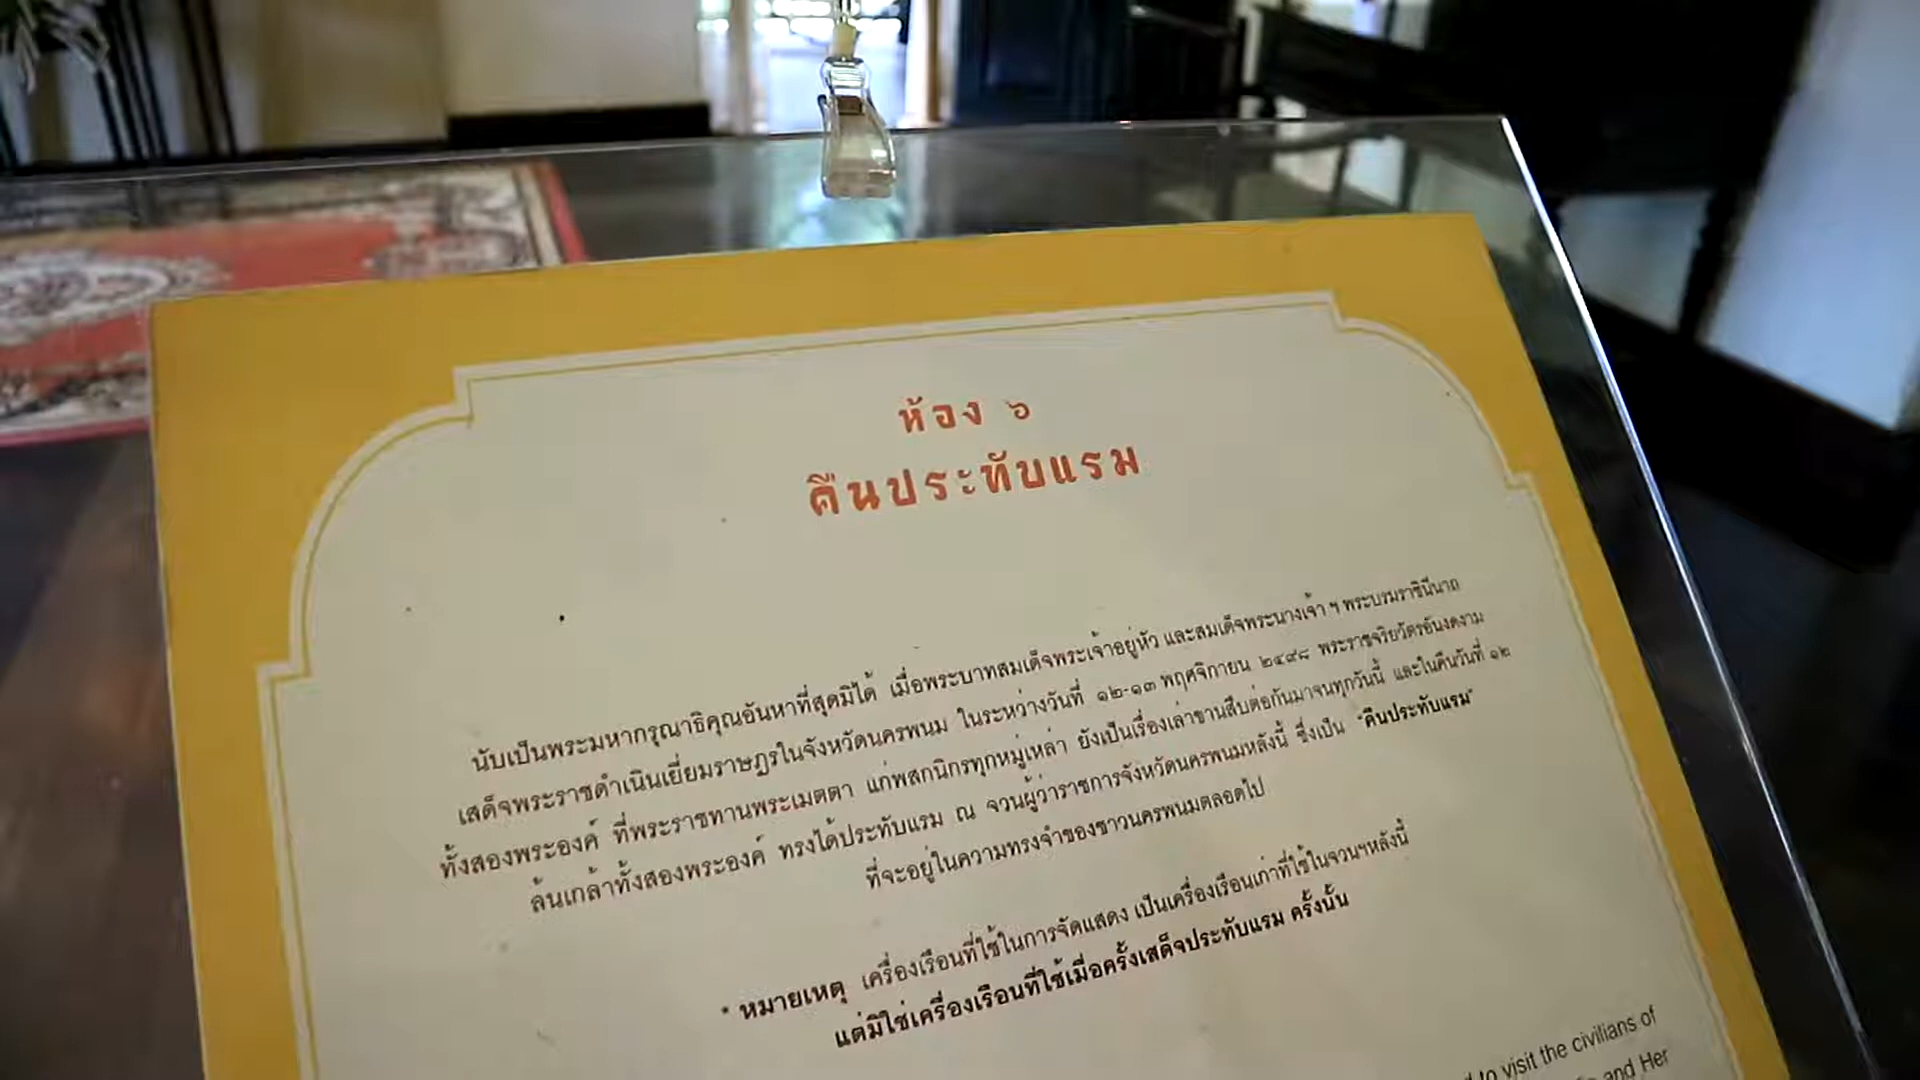 ห้อง ๖
คืนประทับแรม
นับเป็นพระมหากรุณาธิคุณอันหาที่สุดมิได้ เมื่อพระบาทสมเด็จพระเจ้าอยู่หัว และสมเด็จพระนางเจ้า ฯ พระบรมราชินีนาถ
เสด็จพระราชดำเนินเยี่ยมราษฎรในจังหวัดนครพนม ในระหว่างวันที่ ๑๒-๑๓ พฤศจิกายน ๒๔๙๘ พระราชจริยวัตรอันงดงาม
ทั้งสองพระองค์ ที่พระราชทานพระเมตตา แก่พสกนิกรทุกหมู่เหล่า ยังเป็นเรื่องเล่าขานสืบต่อกันมาจนทุกวันนี้ และในคืนวันที่ ๑๒
ล้นเกล้าทั้งสองพระองค์ ทรงได้ประทับแรม ณ จวนผู้ว่าราชการจังหวัดนครพนมหลังนี้ ซึ่งเป็น "คืนประทับแรม"
ที่จะอยู่ในความทรงจำของชาวนครพนมตลอดไป
* หมายเหตุ เครื่องเรือนที่ใช้ในการจัดแสดง เป็นเครื่องเรือนเก่าที่ใช้ในจวนฯหลังนี้
แต่มิใช่เครื่องเรือนที่ใช้เมื่อครั้งเสด็จประทับแรม ครั้งนั้น
to visit the civilians of
and Her